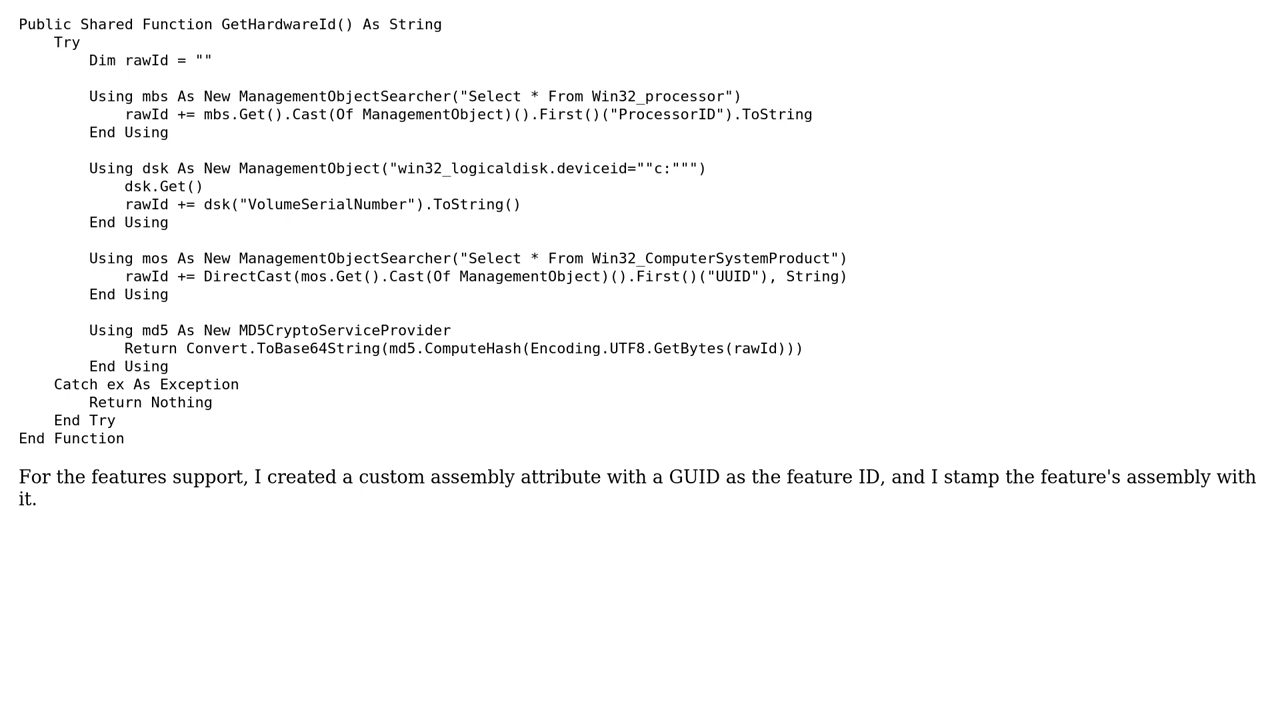 Public Shared Function GetHardwareId() As String
    Try
        Dim rawId = ""

        Using mbs As New ManagementObjectSearcher("Select * From Win32_processor")
            rawId += mbs.Get().Cast(Of ManagementObject)().First()("ProcessorID").ToString
        End Using

        Using dsk As New ManagementObject("win32_logicaldisk.deviceid=""c:""")
            dsk.Get()
            rawId += dsk("VolumeSerialNumber").ToString()
        End Using

        Using mos As New ManagementObjectSearcher("Select * From Win32_ComputerSystemProduct")
            rawId += DirectCast(mos.Get().Cast(Of ManagementObject)().First()("UUID"), String)
        End Using

        Using md5 As New MD5CryptoServiceProvider
            Return Convert.ToBase64String(md5.ComputeHash(Encoding.UTF8.GetBytes(rawId)))
        End Using
    Catch ex As Exception
        Return Nothing
    End Try
End Function
For the features support, I created a custom assembly attribute with a GUID as the feature ID, and I stamp the feature's assembly with
it.